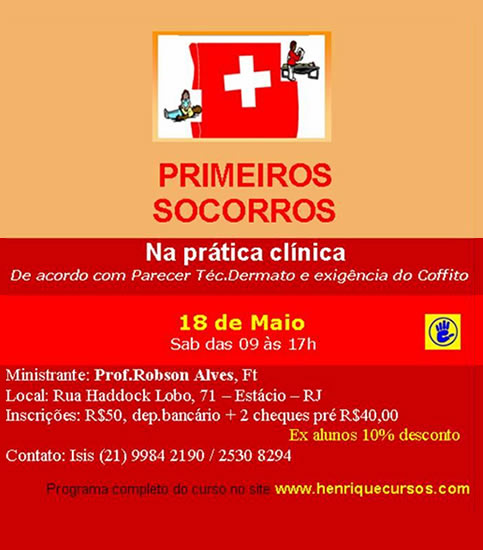 PRIMEIROS
SOCORROS
Na prática clínica
De acordo com Parecer Téc.Dermato e exigência do Coffito
18 de Maio
Sab das 09 às 17h
Ministrante: Prof.Robson Alves, Ft
Local: Rua Haddock Lobo, 71 – Estácio – RJ
Inscrições: R$50, dep.bancário + 2 cheques pré R$40,00
Ex alunos 10% desconto
Contato: Isis (21) 9984 2190 / 2530 8294
Programa completo do curso no site www.henriquecursos.com